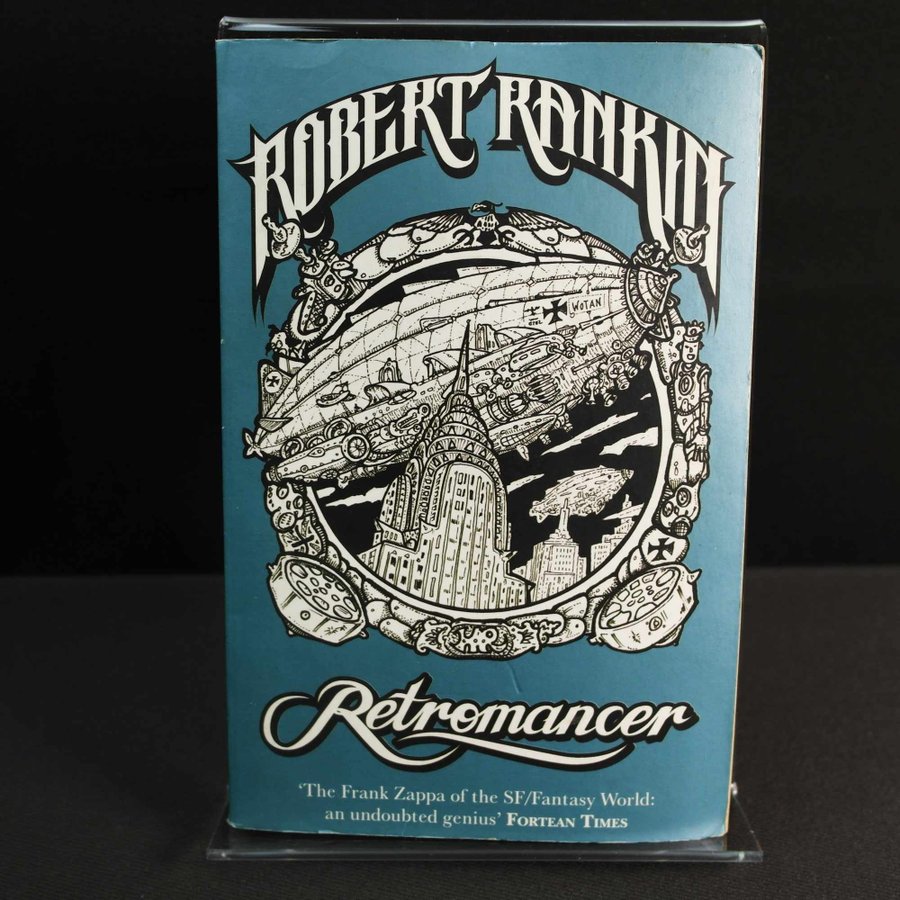 ROBERT RANKIN
WOTAN
Retromancer
‘The Frank Zappa of the SF/Fantasy World:
an undoubted genius’ FORTEAN TIMES